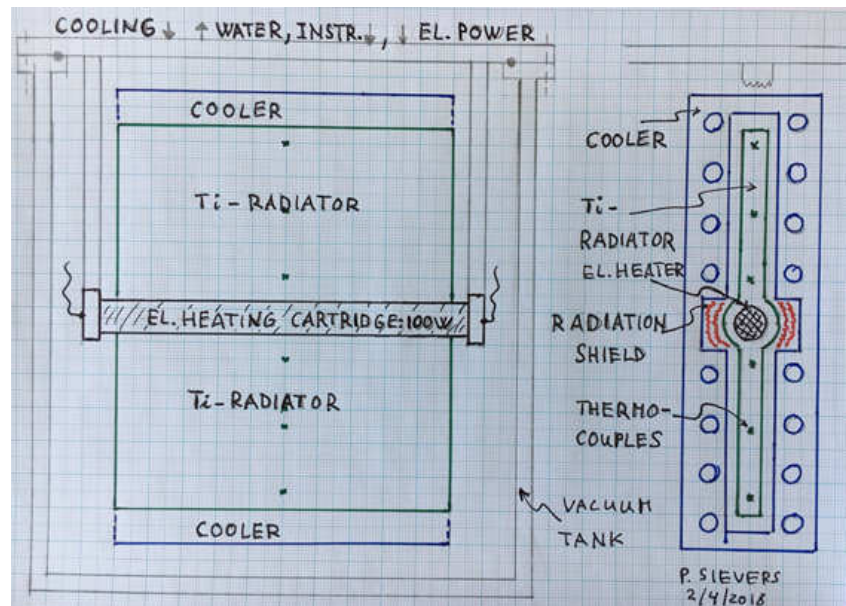 COOLING ↓ ↑ WATER, INSTR.↓, ↓ EL. POWER
COOLER
Ti-RADIATOR
EL. HEATING CARTRIDGE:100W
Ti-RADIATOR
COOLER
VACUUM
TANK
COOLER
Ti-
RADIATOR
EL.HEATER
RADIATION
SHIELD
THERMO-
COUPLES
P. SIEVERS
2/4/2018